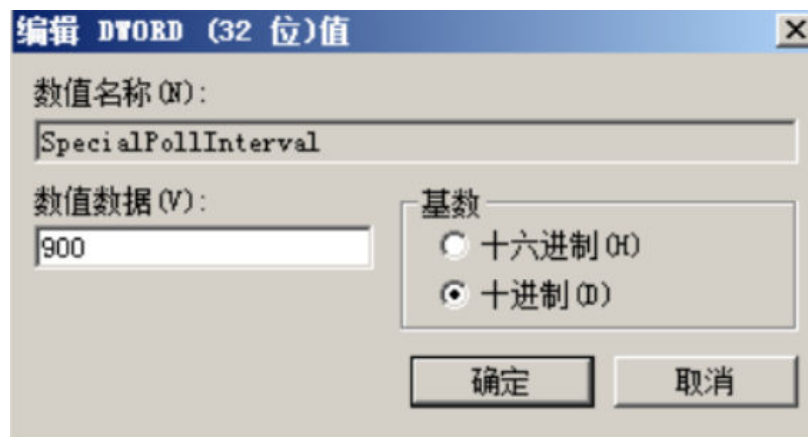 编辑 DWORD (32 位)值
数值名称(N):
SpecialPollInterval
数值数据(V):
基数
900
十六进制(H)
十进制(D)
确定
取消